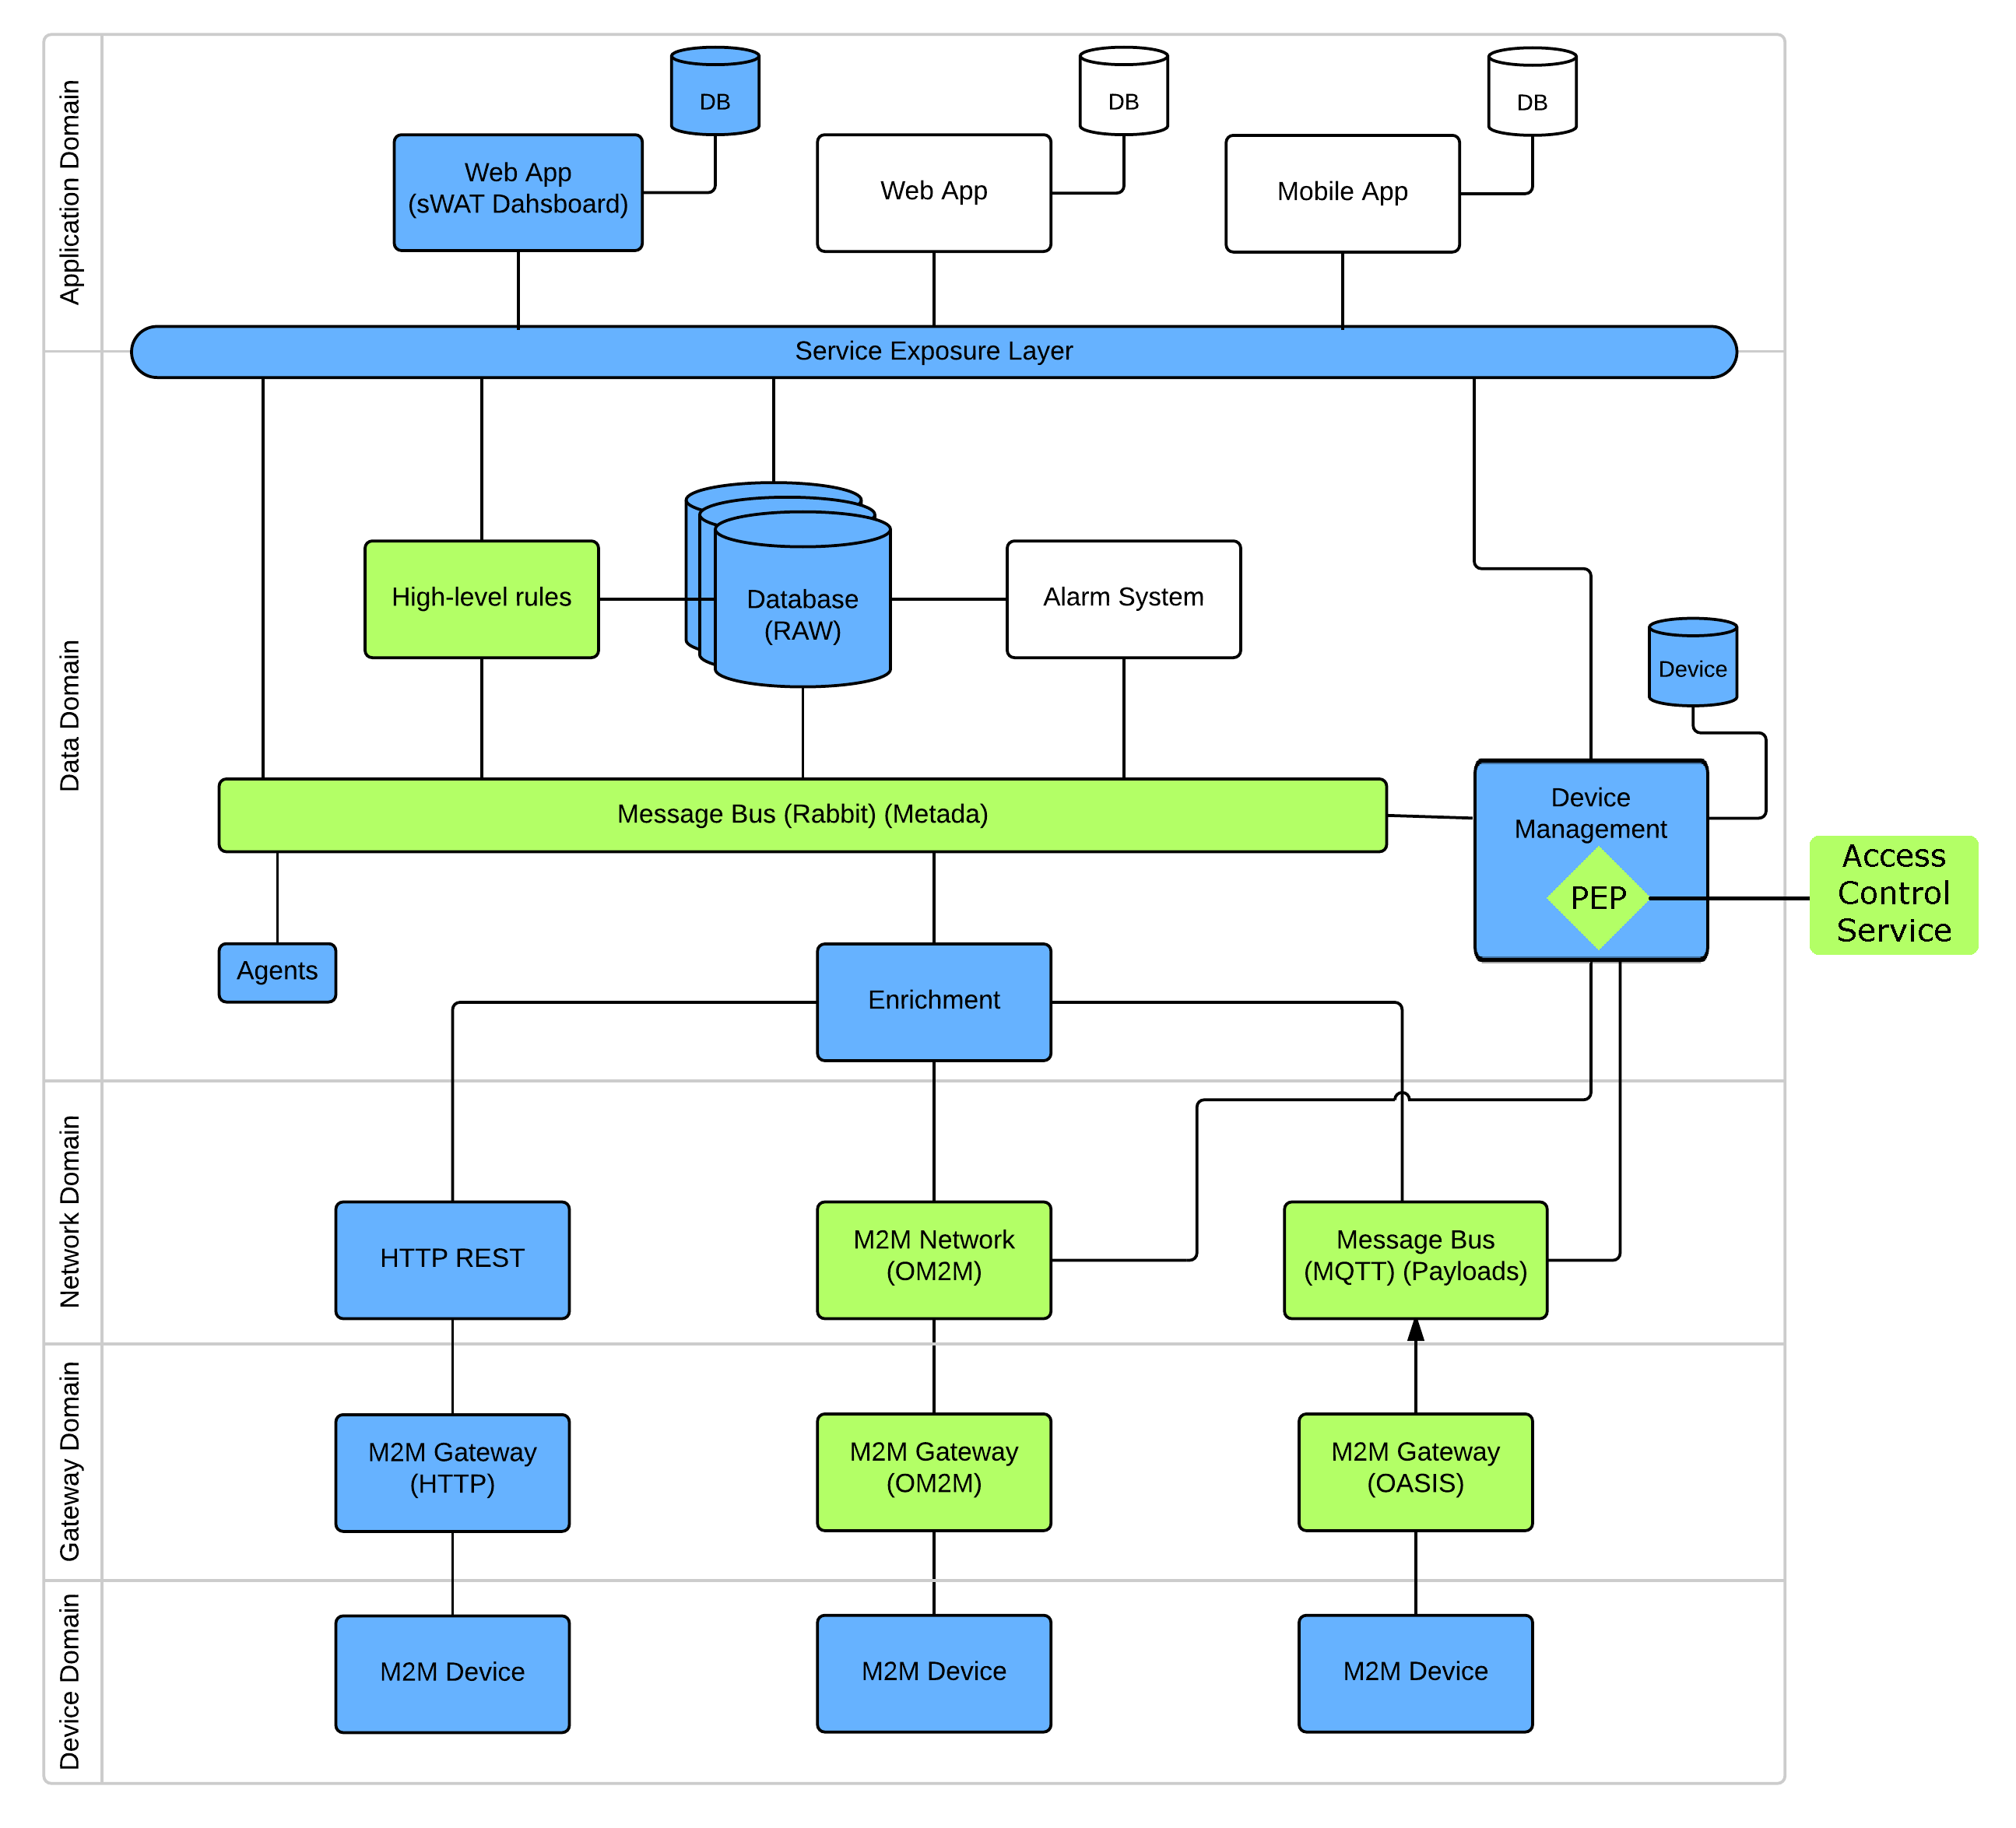 Application Domain
DB
DB
DB
Web App
(sWAT Dahsboard)
Web App
Mobile App
Service Exposure Layer
Data Domain
High-level rules
Database
(RAW)
Alarm System
Device
Message Bus (Rabbit) (Metada)
Device
Management
PEP
Access
Control
Service
Agents
Enrichment
Network Domain
HTTP REST
M2M Network
(OM2M)
Message Bus
(MQTT) (Payloads)
Gateway Domain
M2M Gateway
(HTTP)
M2M Gateway
(OM2M)
M2M Gateway
(OASIS)
Device Domain
M2M Device
M2M Device
M2M Device